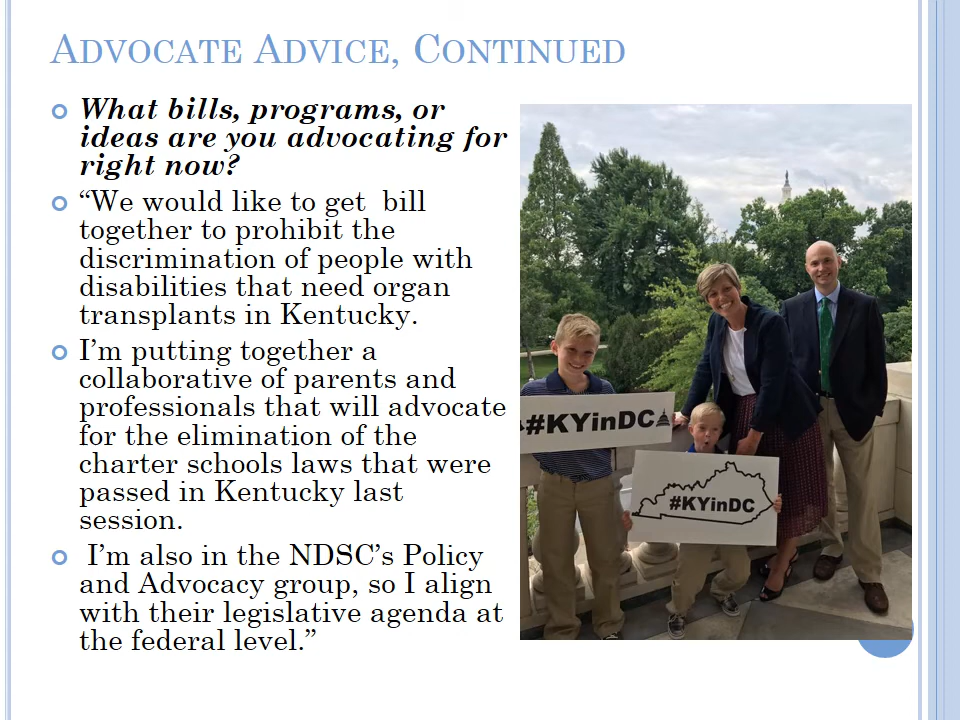 Advocate Advice, Continued
What bills, programs, or
ideas are you advocating for
right now?
“We would like to get  bill
together to prohibit the
discrimination of people with
disabilities that need organ
transplants in Kentucky.
I’m putting together a
collaborative of parents and
professionals that will advocate
for the elimination of the
charter schools laws that were
passed in Kentucky last
session.
I’m also in the NDSC’s Policy
and Advocacy group, so I align
with their legislative agenda at
the federal level.”
#KYinDC
#KYinDC